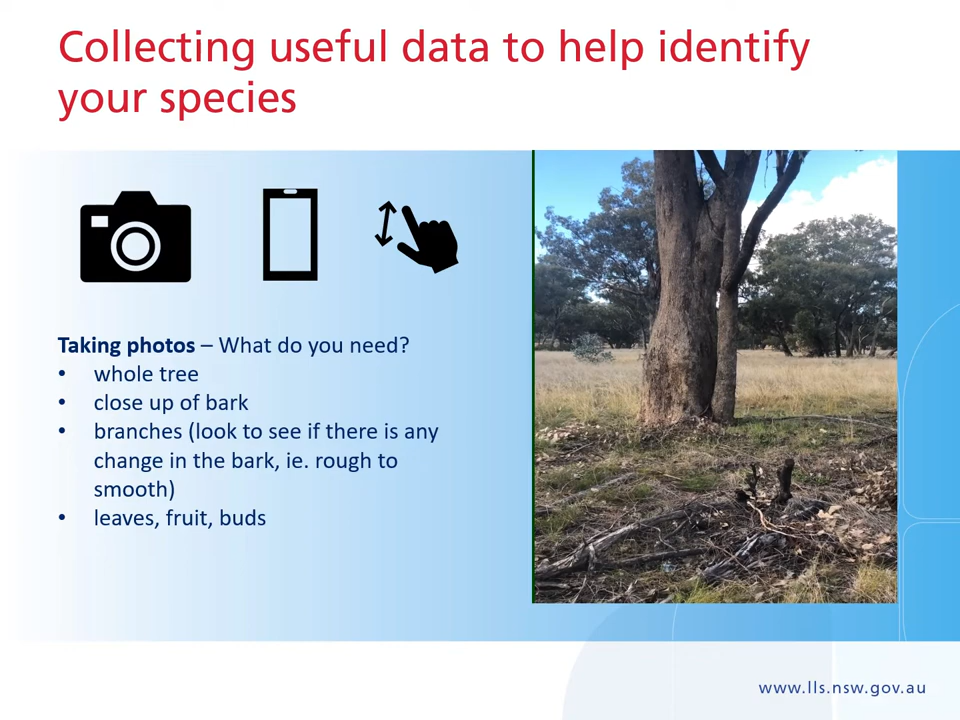 Collecting useful data to help identify
your species
Taking photos – What do you need?
• whole tree
• close up of bark
• branches (look to see if there is any
change in the bark, ie. rough to
smooth)
• leaves, fruit, buds
www.lls.nsw.gov.au